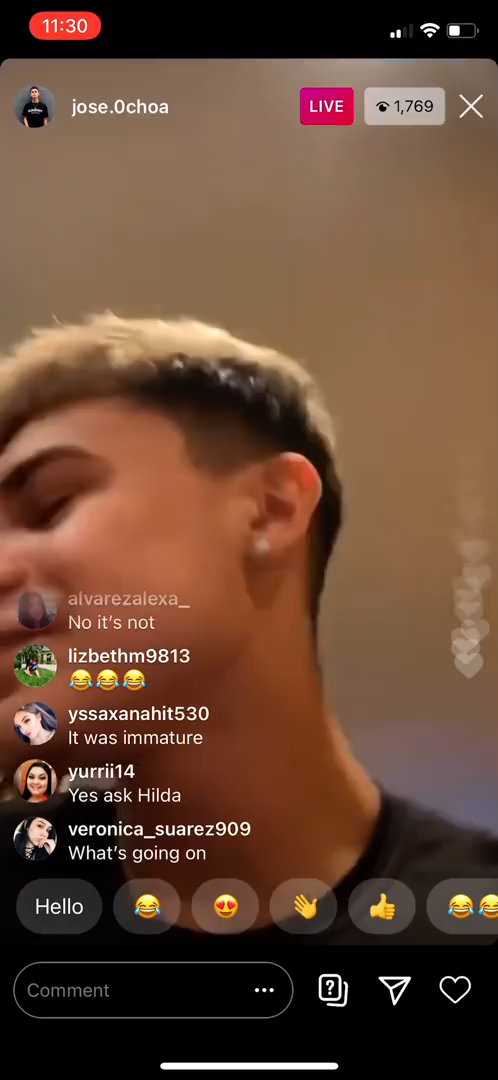 11:30
jose.0choa
LIVE
1,769
alvarezalexa_
No it's not
lizbethm9813
😂😂😂
yssaxanahit530
It was immature
yurrii14
Yes ask Hilda
veronica_suarez909
What's going on
Hello 😂 😍 👋 👍 😂😂
Comment